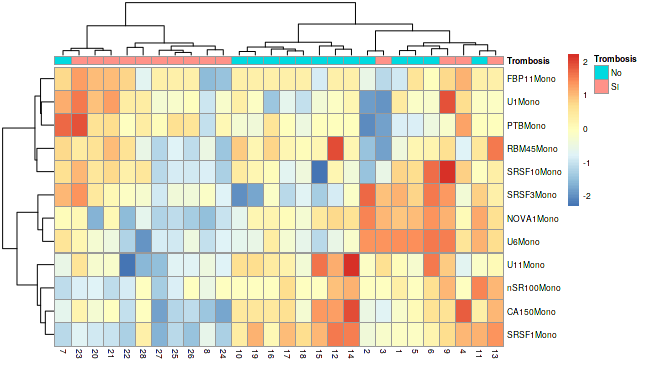 Trombosis
FBP11Mono
U1Mono
PTBMono
RBM45Mono
SRSF10Mono
SRSF3Mono
NOVA1Mono
U6Mono
U11Mono
nSR100Mono
CA150Mono
SRSF1Mono
7 23 20 21 22 28 27 25 26 8 24 10 19 16 17 18 15 12 14 2 3 1 5 6 9 4 11 13
2
1
0
-1
-2
Trombosis
No
SI